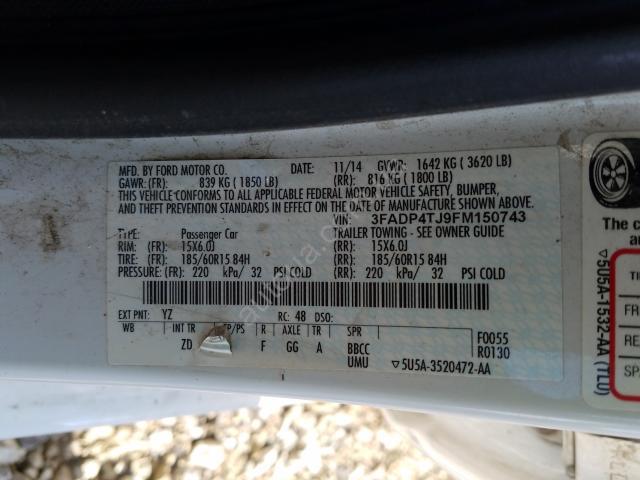 MFD. BY FORD MOTOR CO. DATE: 11/14 GVWR: 1642 KG ( 3620 LB)
GAWR: (FR): 839 KG ( 1850 LB) (RR): 816 KG ( 1800 LB)
THIS VEHICLE CONFORMS TO ALL APPLICABLE FEDERAL MOTOR VEHICLE SAFETY, BUMPER,
AND THEFT PREVENTION STANDARDS IN EFFECT ON THE DATE OF MANUFACTURE SHOWN ABOVE.
VIN: 3FADP4TJ9FM150743
TYPE: Passenger Car TRAILER TOWING - SEE OWNER GUIDE
RIM: (FR): 15X6.0J (RR): 15X6.0J
TIRE: (FR): 185/60R15 84H (RR): 185/60R15 84H
PRESSURE: (FR): 220 kPa/ 32 PSI COLD (RR): 220 kPa/ 32 PSI COLD
EXT PNT: YZ RC: 48 DSO:
WB INT TR TP/PS R AXLE TR SPR F0055
ZD F GG A BBCC R0130
UMU ▽5U5A-3520472-AA
▽5U5A-1532-AA (TL0)